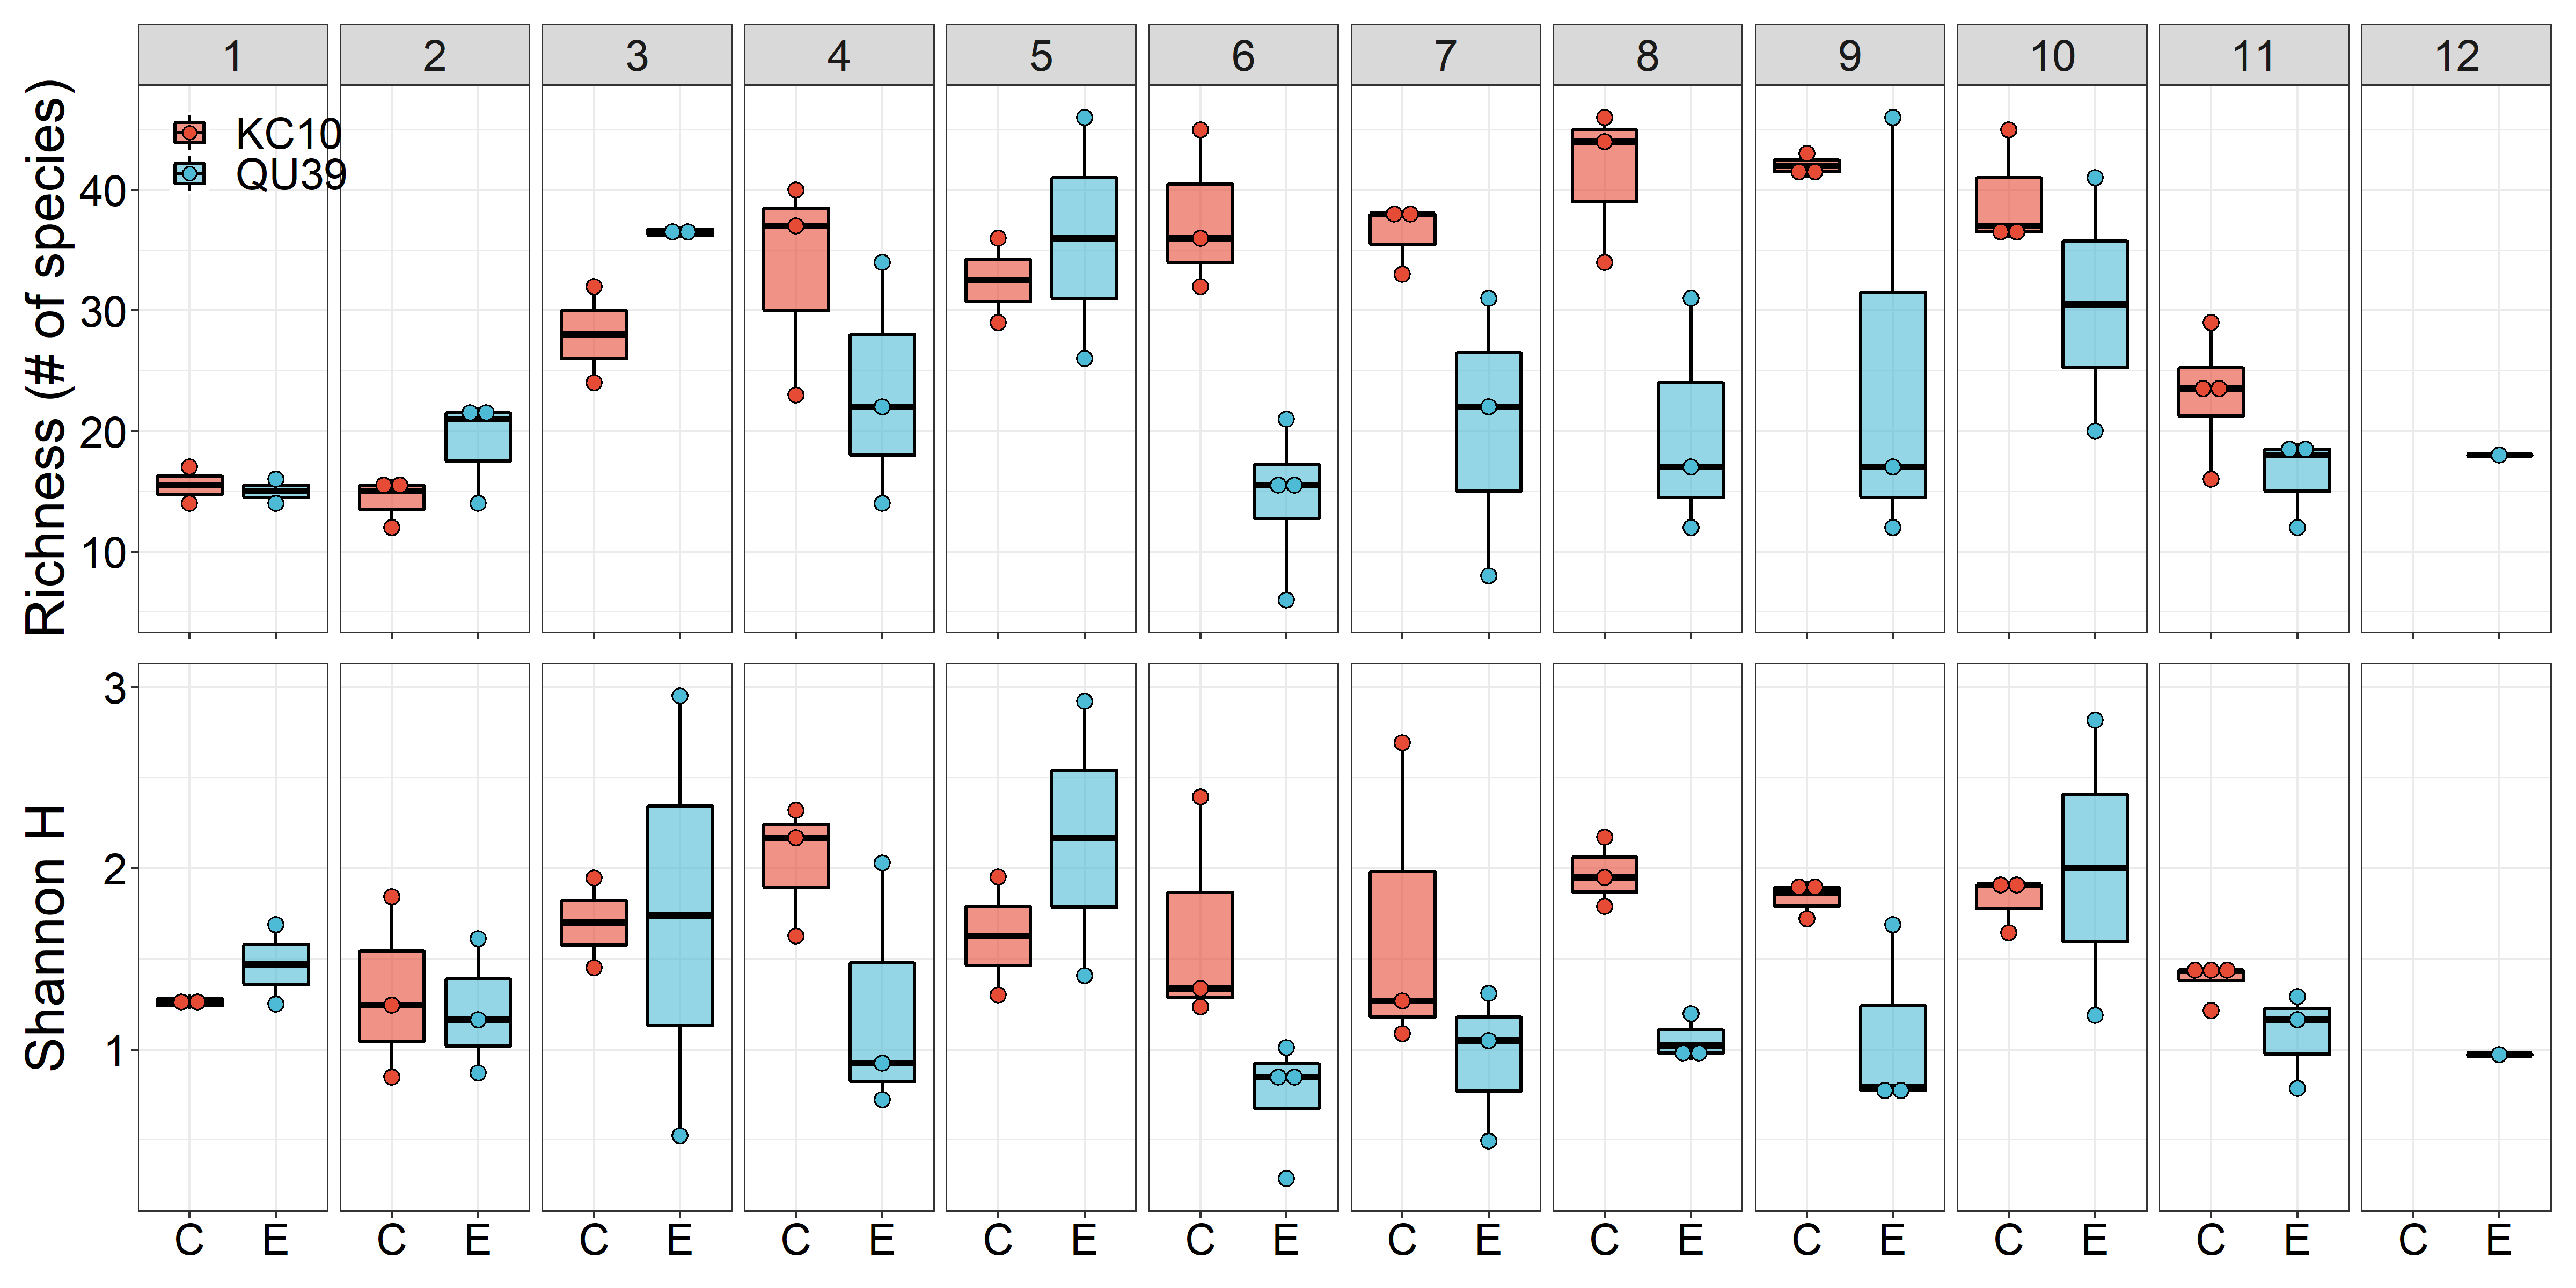 1 2 3 4 5 6 7 8 9 10 11 12
KC10
QU39
Richness (# of species)
40
30
20
10
Shannon H
3
2
1
C E C E C E C E C E C E C E C E C E C E C E C E